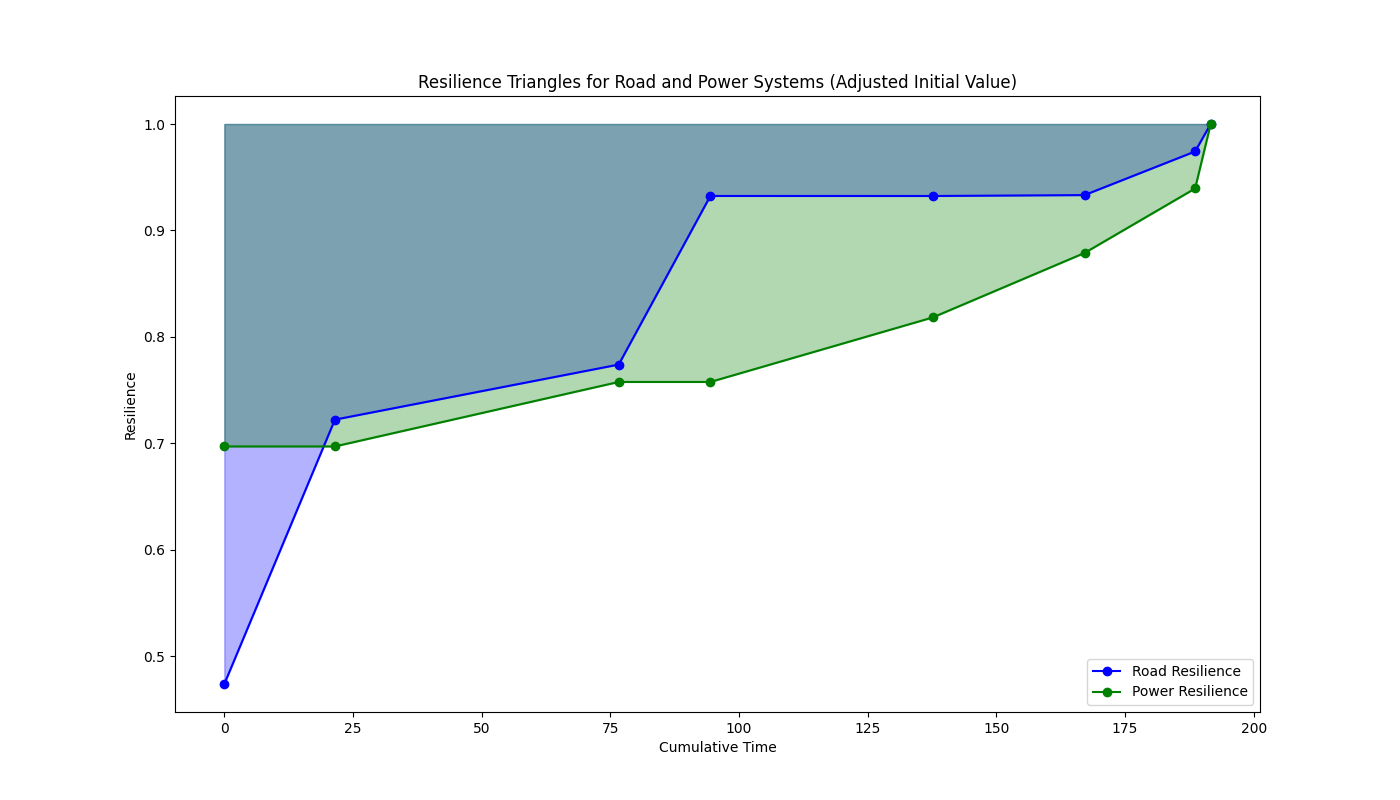 Resilience Triangles for Road and Power Systems (Adjusted Initial Value)
1.0
0.9
0.8
0.7
0.6
0.5
Resilience
0 25 50 75 100 125 150 175 200
Cumulative Time
Road Resilience
Power Resilience